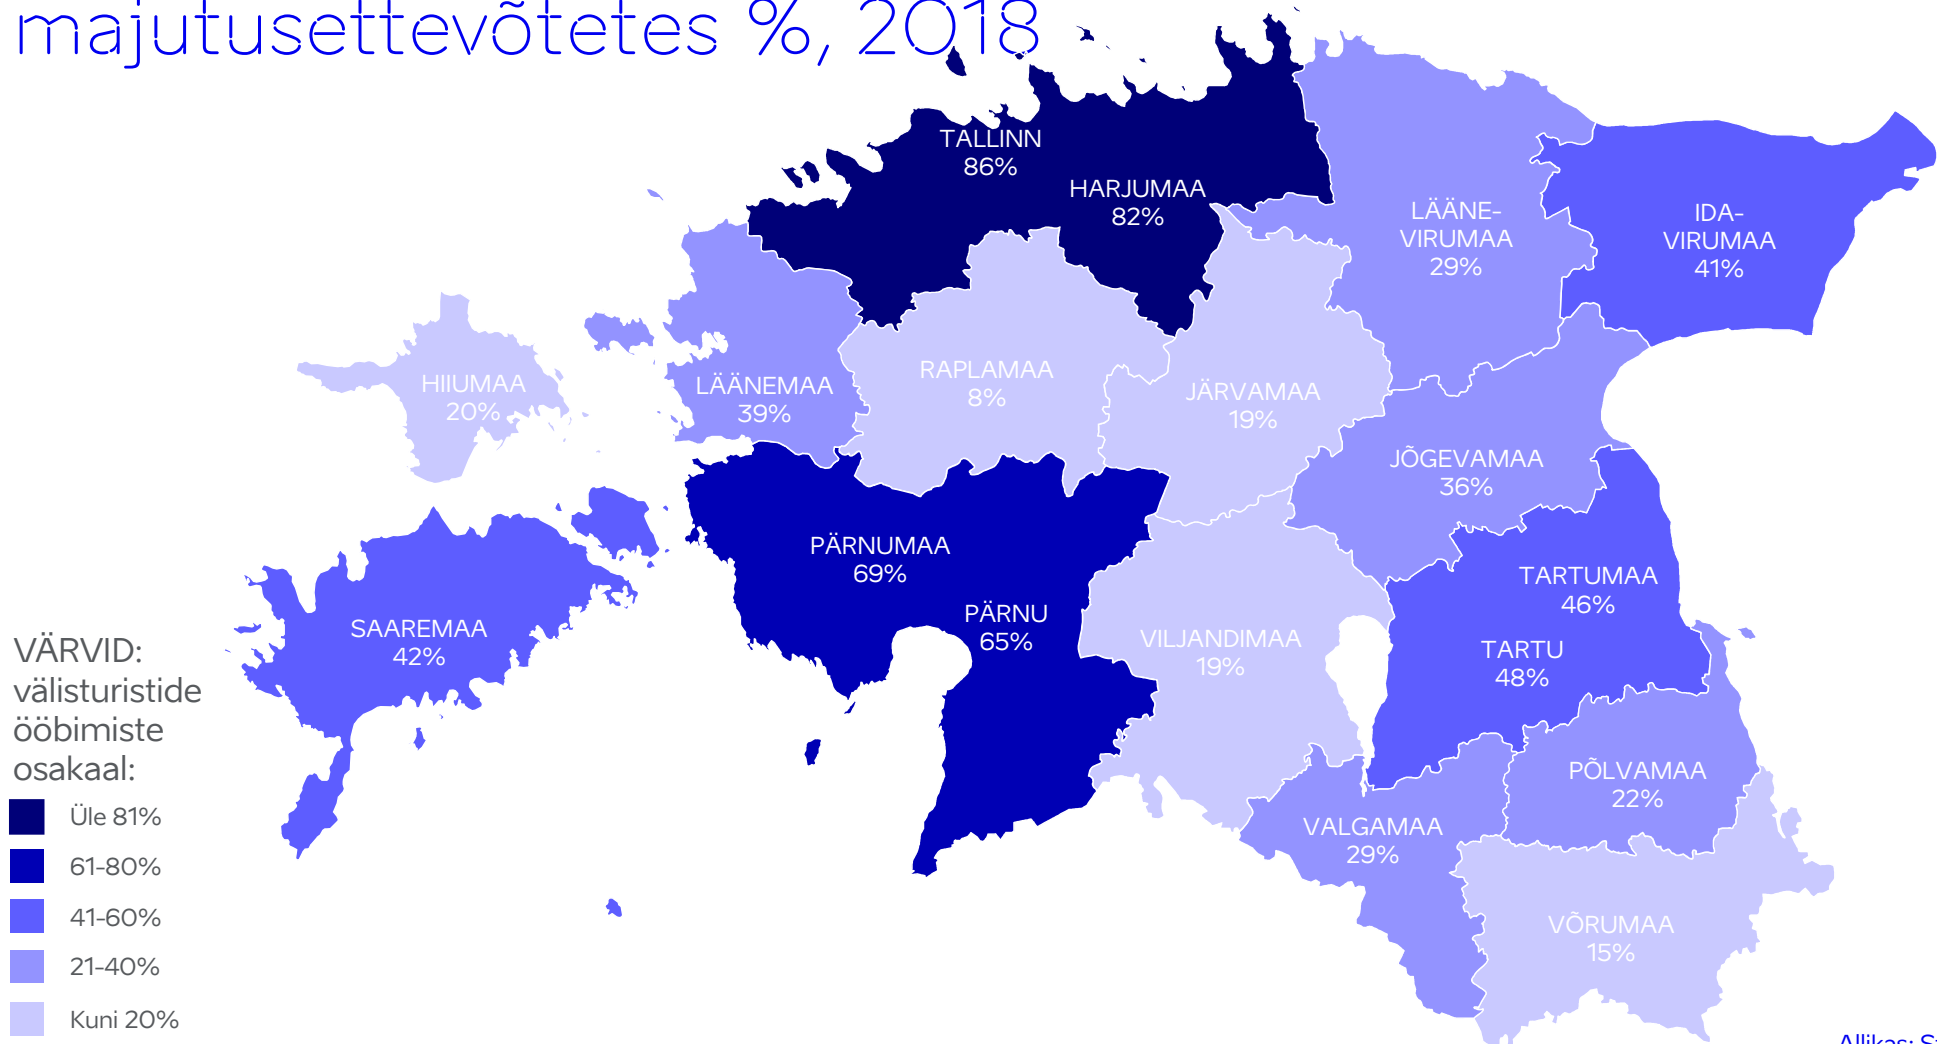 majutusettevõtetes %, 2018
TALLINN
86%
HARJUMAA
82%
LÄÄNE-
VIRUMAA
29%
IDA-
VIRUMAA
41%
HIIUMAA
20%
LÄÄNEMAA
39%
RAPLAMAA
8%
JÄRVAMAA
19%
JÕGEVAMAA
36%
PÄRNUMAA
69%
PÄRNU
65%
SAAREMAA
42%
VILJANDIMAA
19%
TARTUMAA
46%
TARTU
48%
PÕLVAMAA
22%
VALGAMAA
29%
VÕRUMAA
15%
VÄRVID:
välisturistide
ööbimiste
osakaal:
Üle 81%
61-80%
41-60%
21-40%
Kuni 20%
Allikas: